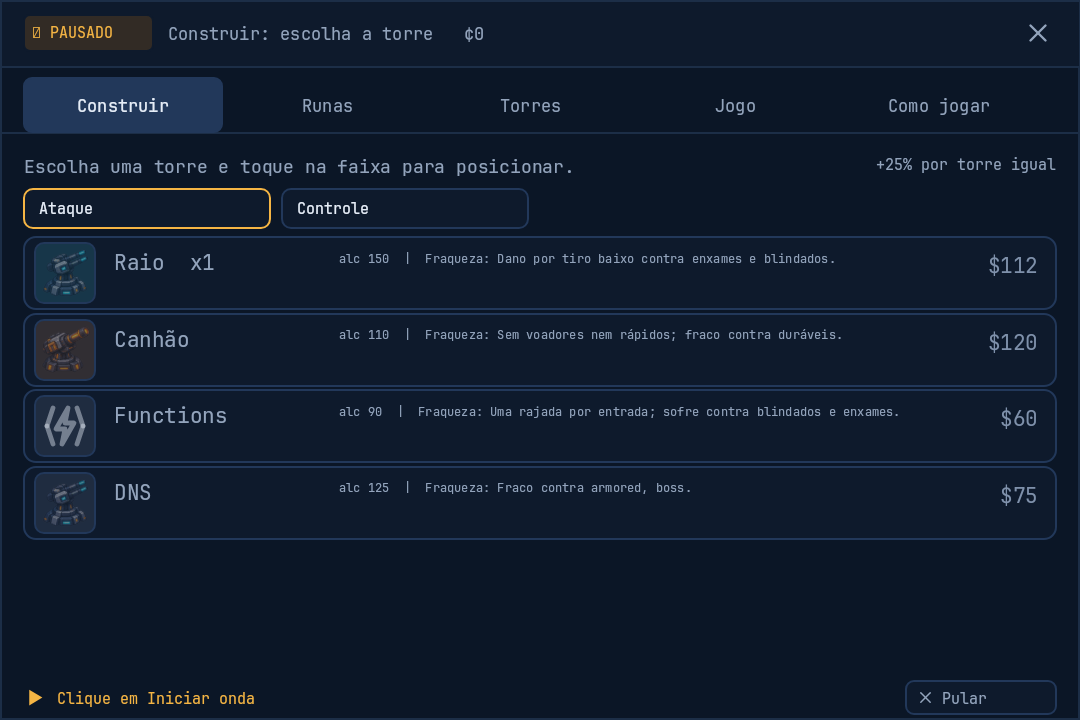 PAUSADO Construir: escolha a torre ¢0
Construir Runas Torres Jogo Como jogar
Escolha uma torre e toque na faixa para posicionar. +25% por torre igual
Ataque Controle
Raio x1 alc 150 | Fraqueza: Dano por tiro baixo contra enxames e blindados. $112
Canhão alc 110 | Fraqueza: Sem voadores nem rápidos; fraco contra duráveis. $120
Functions alc 90 | Fraqueza: Uma rajada por entrada; sofre contra blindados e enxames. $60
DNS alc 125 | Fraqueza: Fraco contra armored, boss. $75
Clique em Iniciar onda Pular